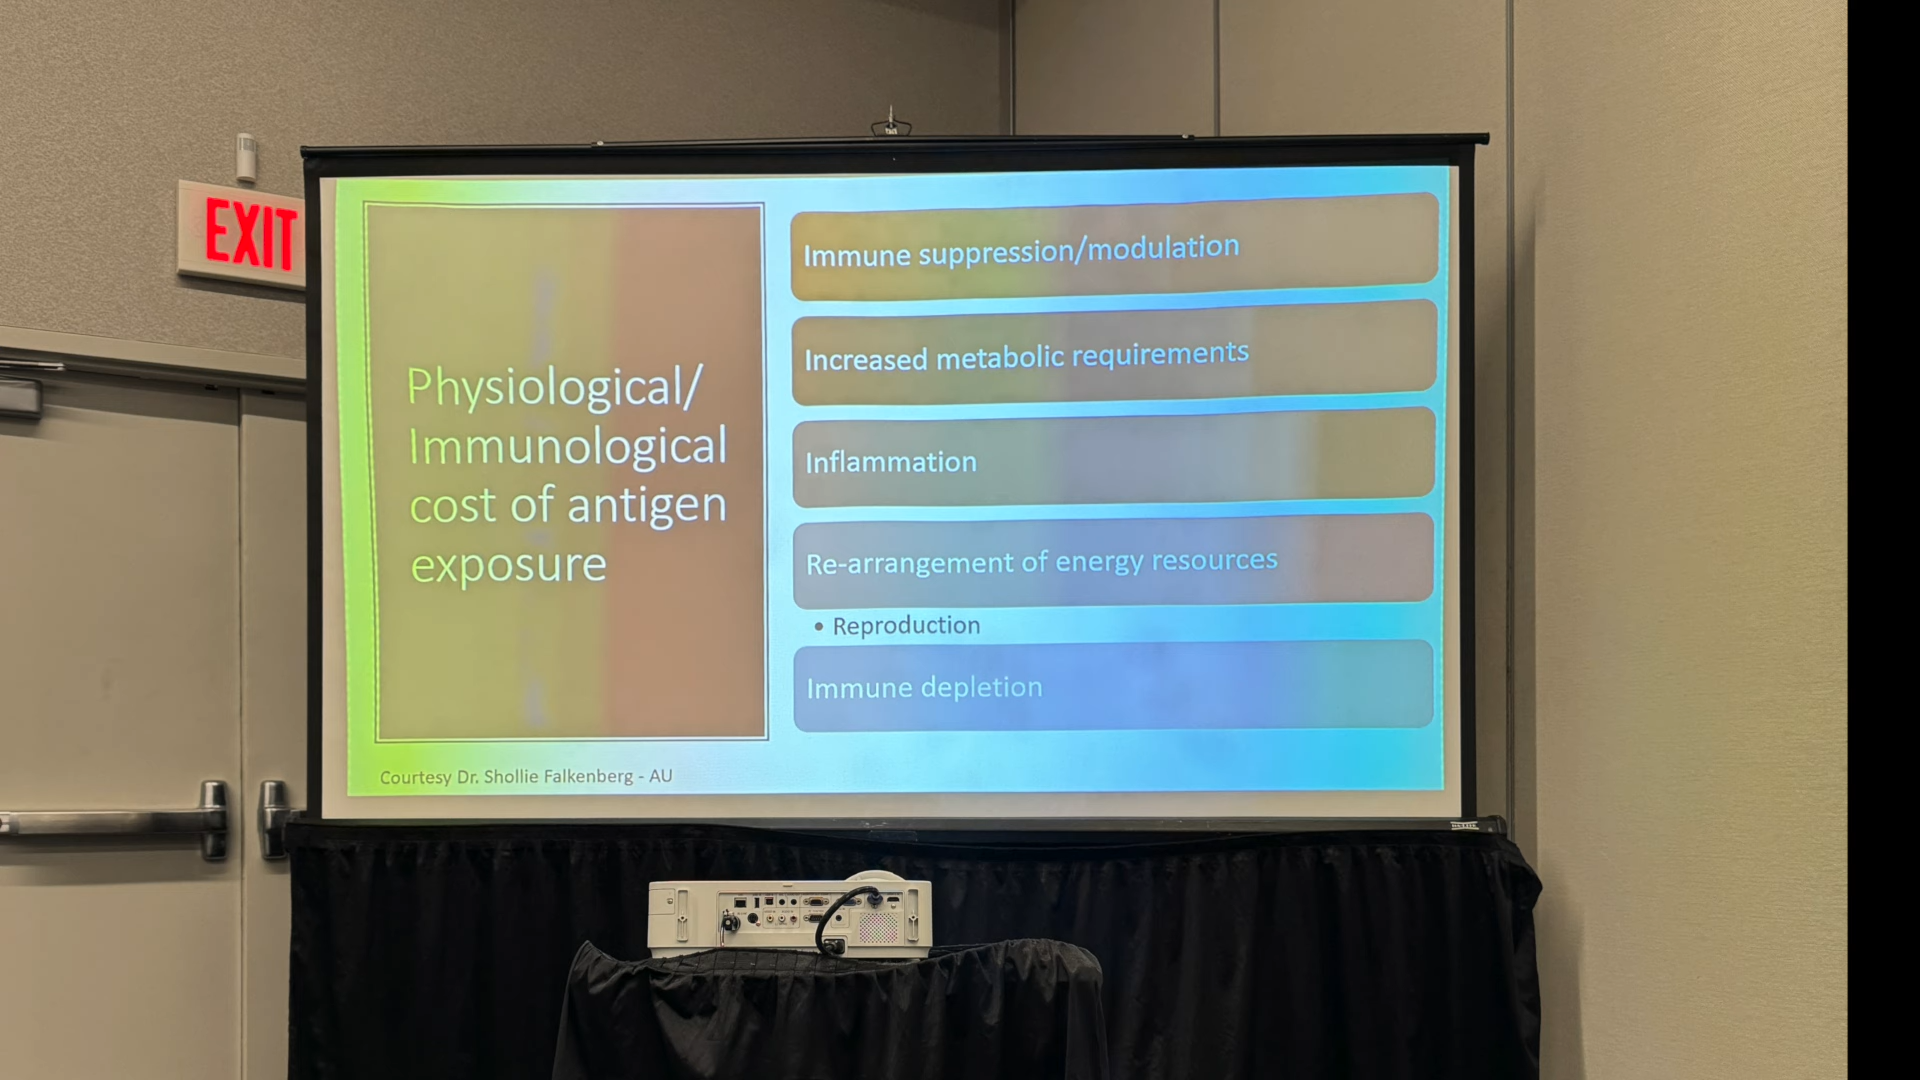 EXIT
Physiological/
Immunological
cost of antigen
exposure
Immune suppression/modulation
Increased metabolic requirements
Inflammation
Re-arrangement of energy resources
• Reproduction
Immune depletion
Courtesy Dr. Shollie Falkenberg - AU